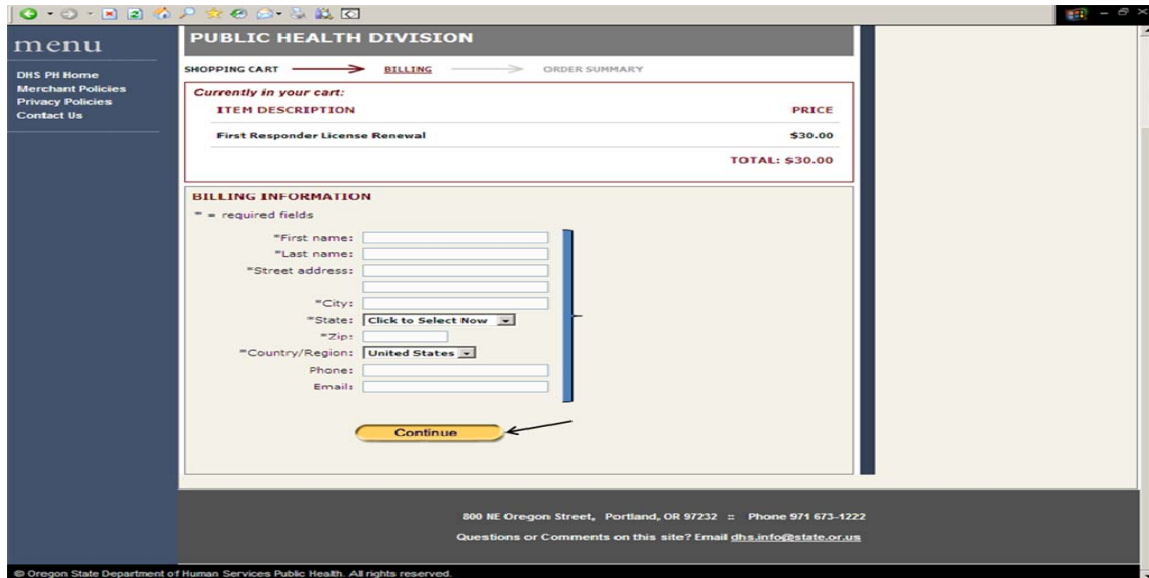 PUBLIC HEALTH DIVISION
menu
DHS PH Home
Merchant Policies
Privacy Policies
Contact Us
SHOPPING CART BILLING ORDER SUMMARY
Currently in your cart:
ITEM DESCRIPTION PRICE
First Responder License Renewal $30.00
TOTAL: $30.00
BILLING INFORMATION
* = required fields
*First name:
*Last name:
*Street address:
*City:
*State: Click to Select Now
*Zip:
*Country/Region: United States
Phone:
Email:
Continue
800 NE Oregon Street, Portland, OR 97232 :: Phone 971 673-1222
Questions or Comments on this site? Email dhs.info@state.or.us
© Oregon State Department of Human Services Public Health. All rights reserved.